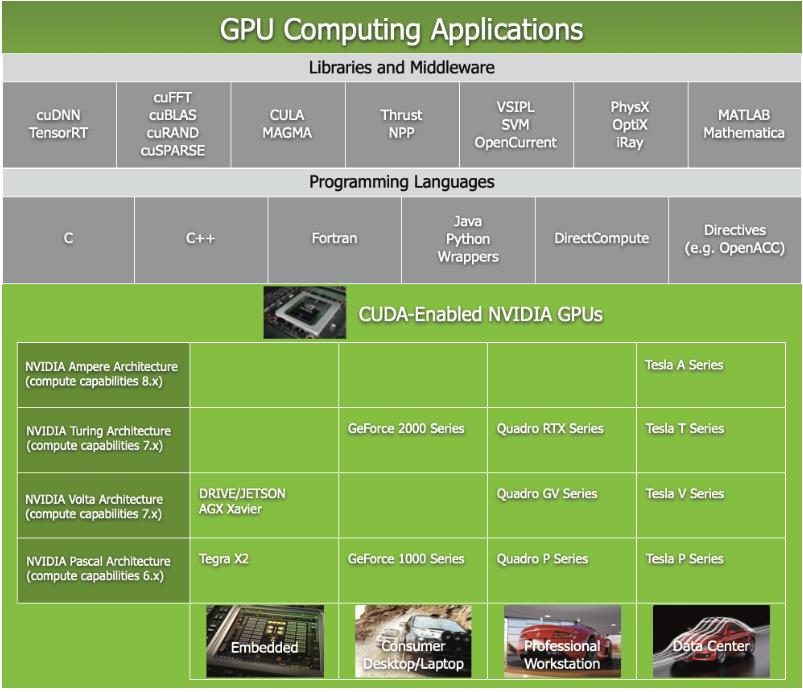 GPU Computing Applications
Libraries and Middleware
cuDNN
TensorRT
cuFFT
cuBLAS
cuRAND
cuSPARSE
CULA
MAGMA
Thrust
NPP
VSIPL
SVM
OpenCurrent
PhysX
OptiX
iRay
MATLAB
Mathematica
Programming Languages
C
C++
Fortran
Java
Python
Wrappers
DirectCompute
Directives
(e.g. OpenACC)
CUDA-Enabled NVIDIA GPUs
NVIDIA Ampere Architecture
(compute capabilities 8.x)
Tesla A Series
NVIDIA Turing Architecture
(compute capabilities 7.x)
GeForce 2000 Series
Quadro RTX Series
Tesla T Series
NVIDIA Volta Architecture
(compute capabilities 7.x)
DRIVE/JETSON
AGX Xavier
Quadro GV Series
Tesla V Series
NVIDIA Pascal Architecture
(compute capabilities 6.x)
Tegra X2
GeForce 1000 Series
Quadro P Series
Tesla P Series
Embedded
Consumer
Desktop/Laptop
Professional
Workstation
Data Center